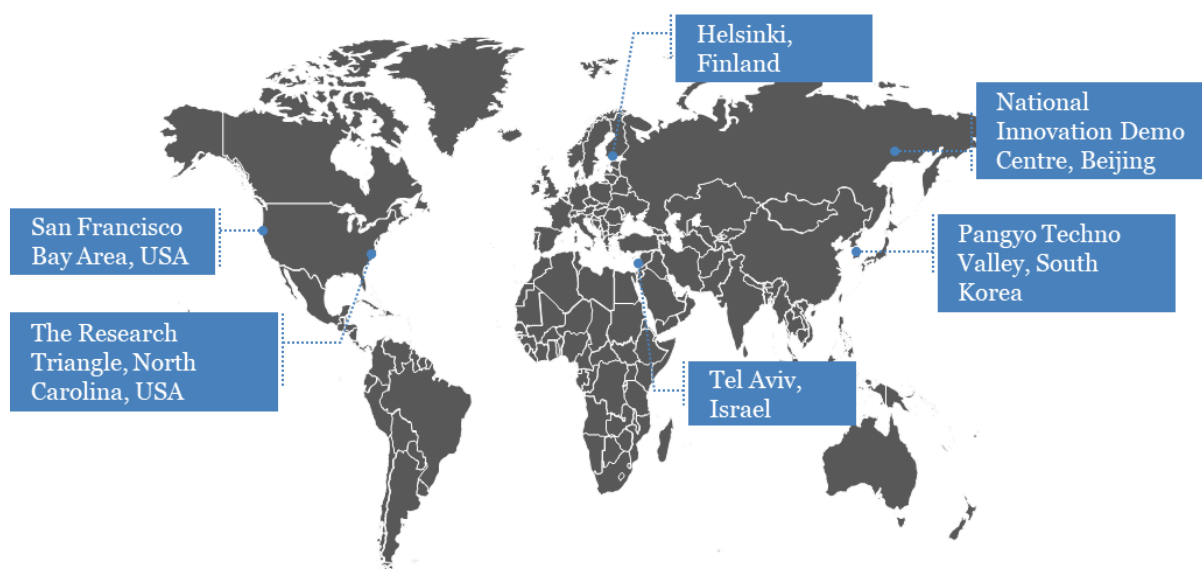 Helsinki,
Finland
National
Innovation Demo
Centre, Beijing
San Francisco
Bay Area, USA
Pangyo Techno
Valley, South
Korea
The Research
Triangle, North
Carolina, USA
Tel Aviv,
Israel